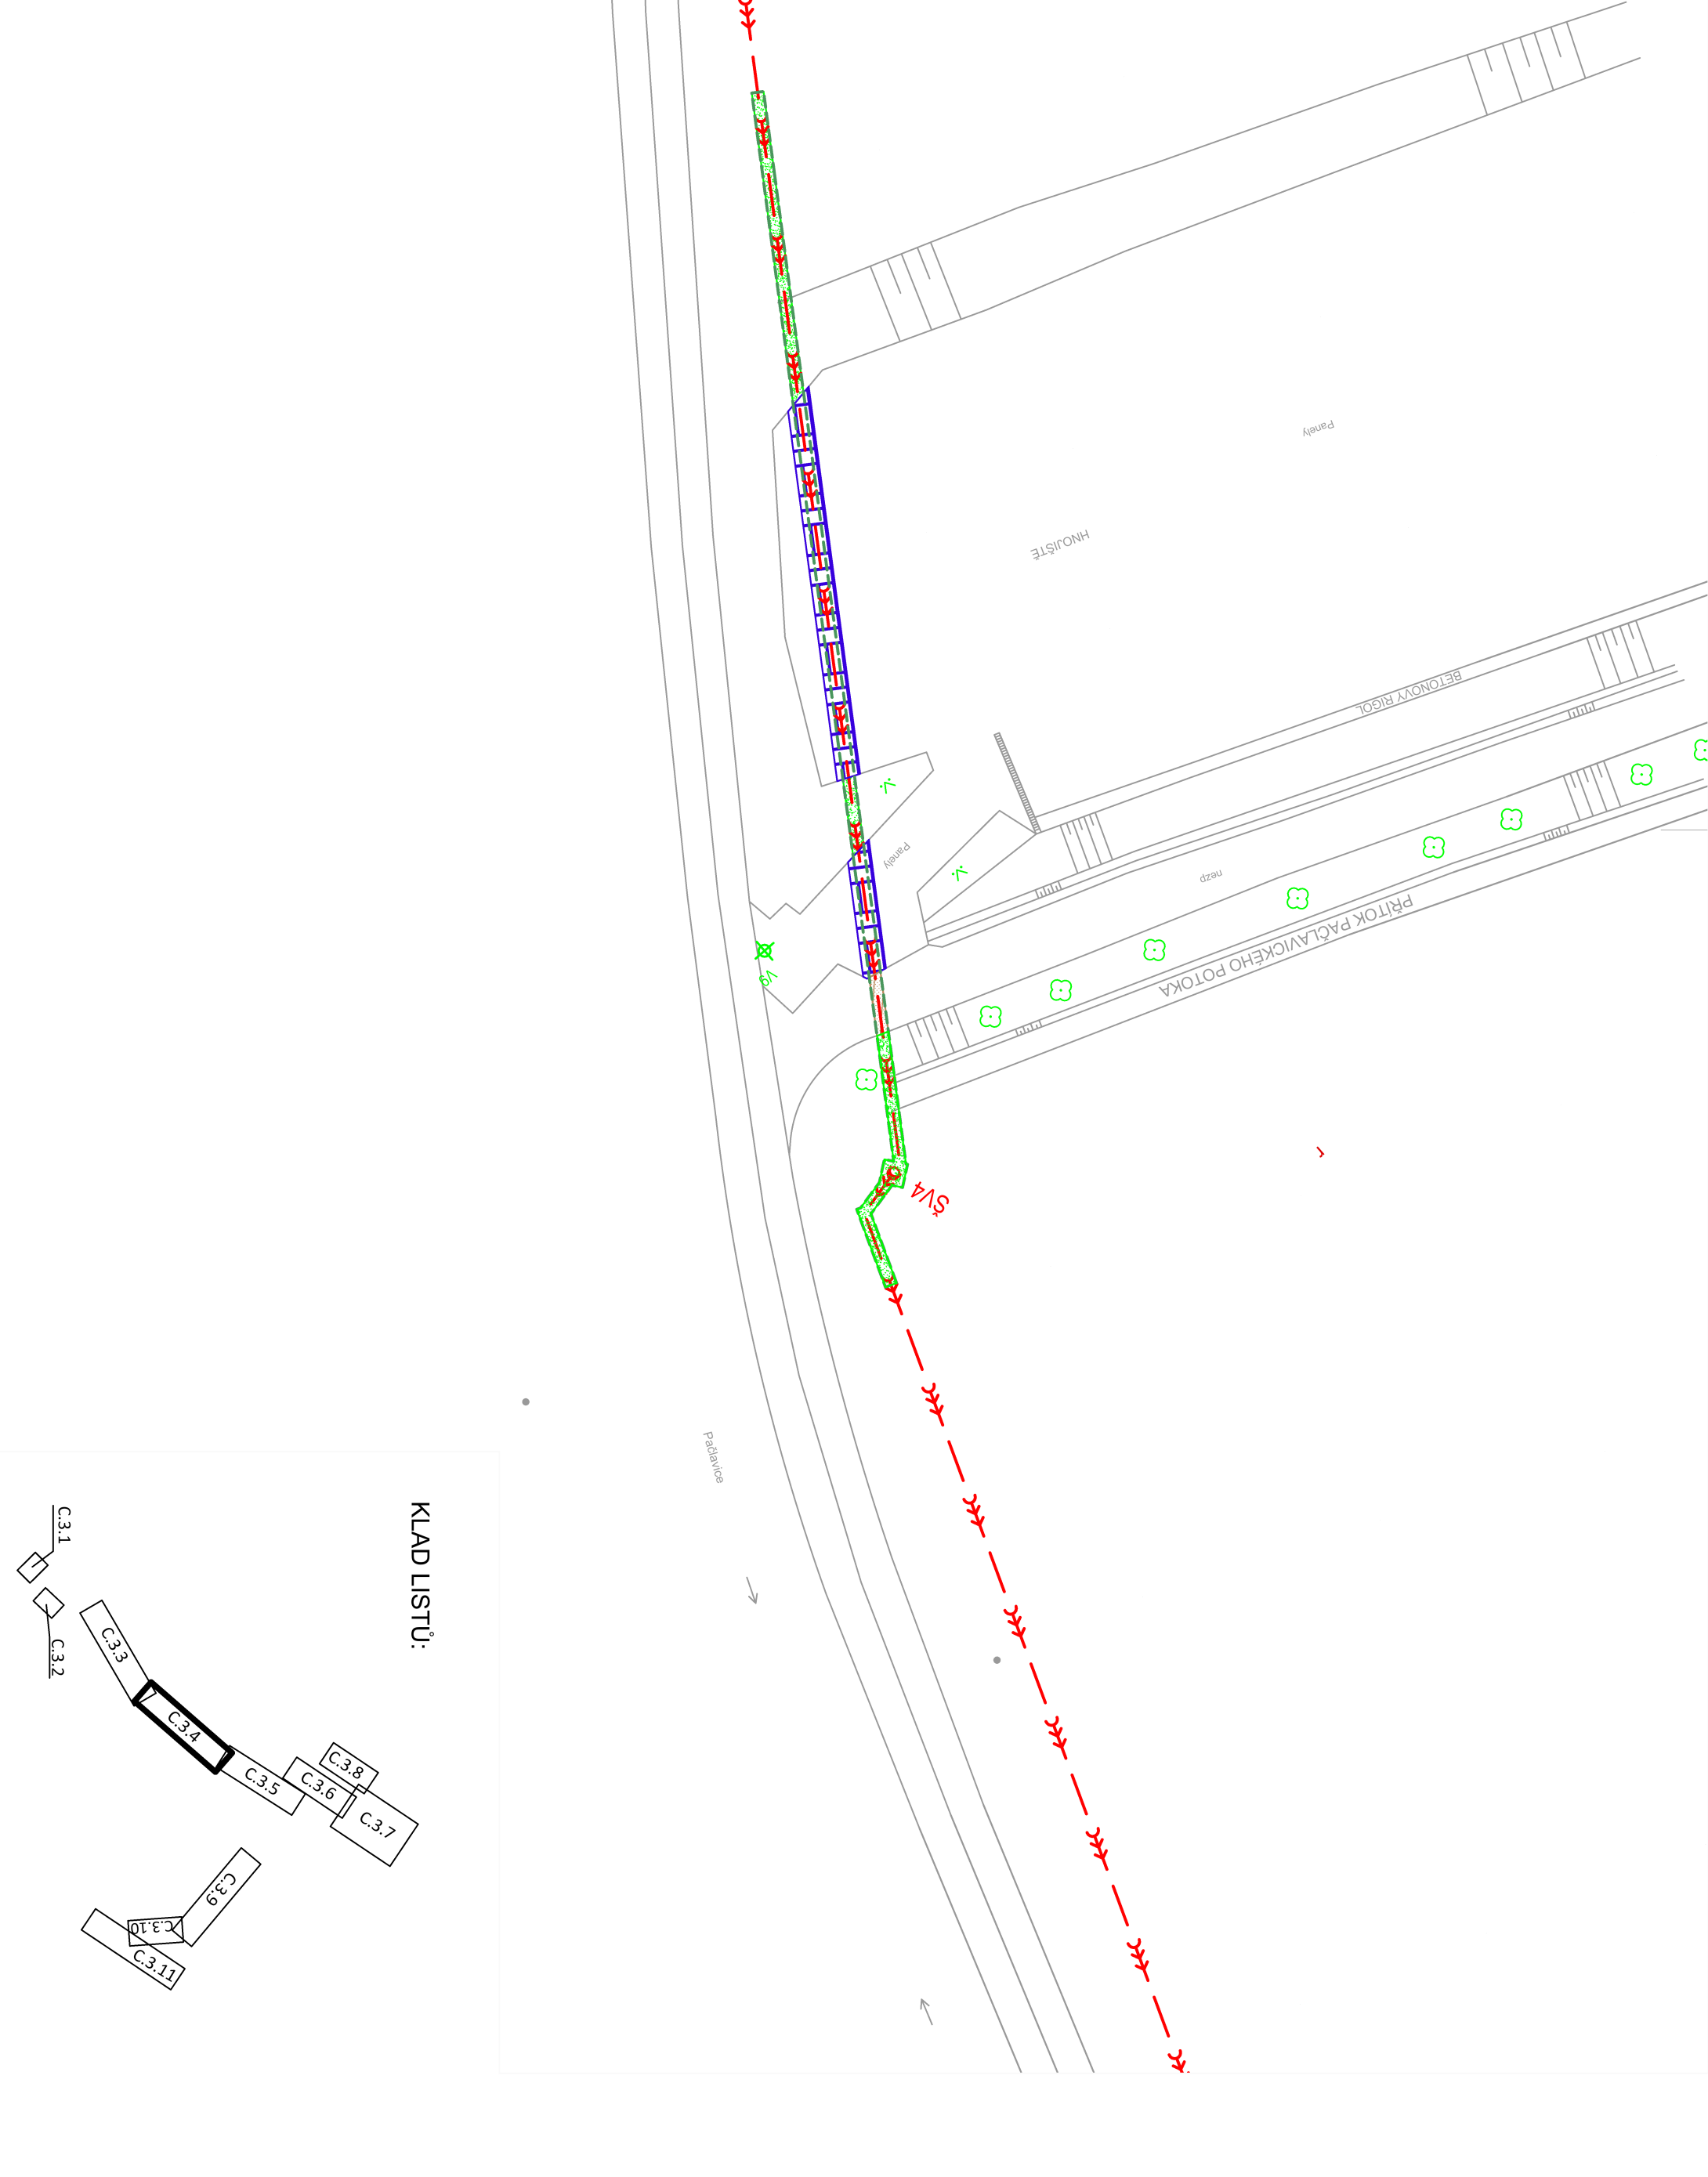 Panely
HNOJIŠTĚ
BETONOVÝ RIGOL
Panely
nezp
PŘÍTOK PAČLAVICKÉHO POTOKA
v9
1
ŠV4
Pačlavice
KLAD LISTŮ:
C.3.1
C.3.2
C.3.3
C.3.4
C.3.5
C.3.6
C.3.8
C.3.7
C.3.9
C.3.10
C.3.11